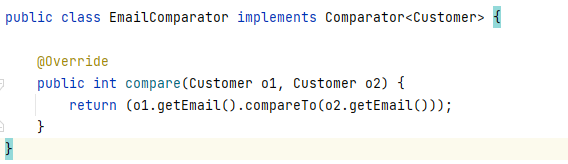 public class EmailComparator implements Comparator<Customer> {
@Override
public int compare(Customer o1, Customer o2) {
return (o1.getEmail().compareTo(o2.getEmail()));
}
}